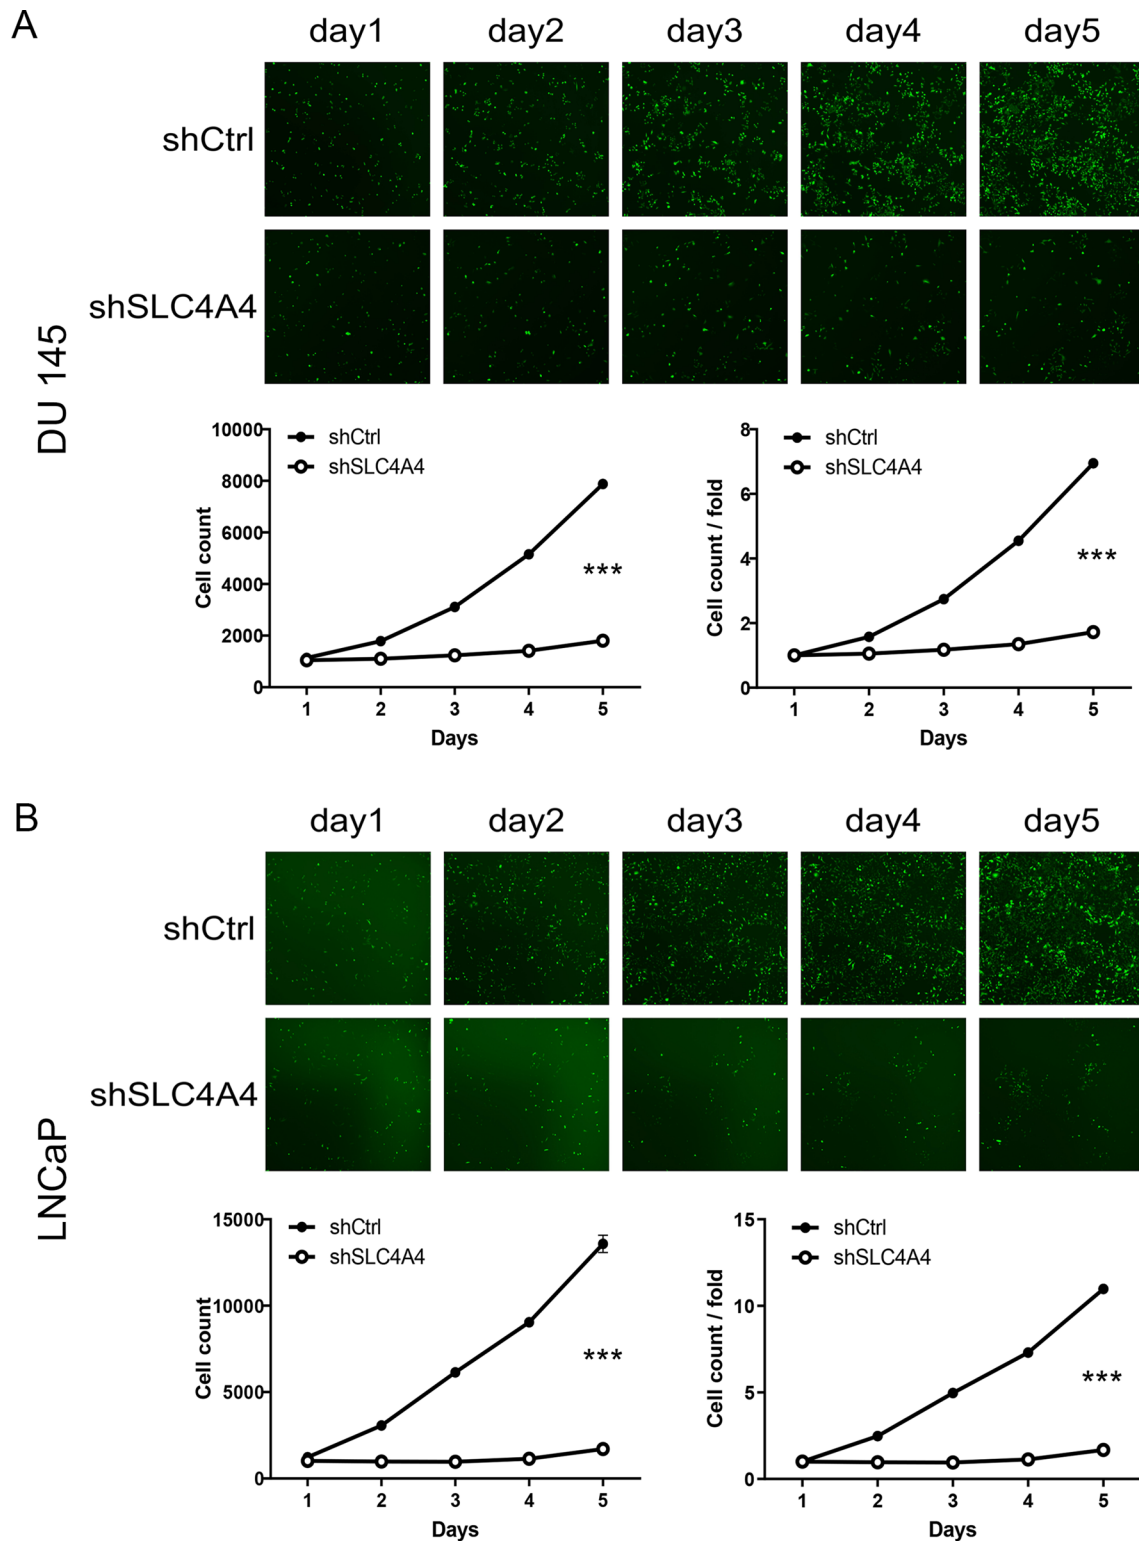 A
day1 day2 day3 day4 day5
shCtrl
shSLC4A4
DU 145
10000
8000
6000
4000
2000
0
Cell count
shCtrl
shSLC4A4
***
1 2 3 4 5
Days
8
6
4
2
0
Cell count / fold
shCtrl
shSLC4A4
***
1 2 3 4 5
Days
B
day1 day2 day3 day4 day5
shCtrl
shSLC4A4
LNCaP
15000
10000
5000
0
Cell count
shCtrl
shSLC4A4
***
1 2 3 4 5
Days
15
10
5
0
Cell count / fold
shCtrl
shSLC4A4
***
1 2 3 4 5
Days